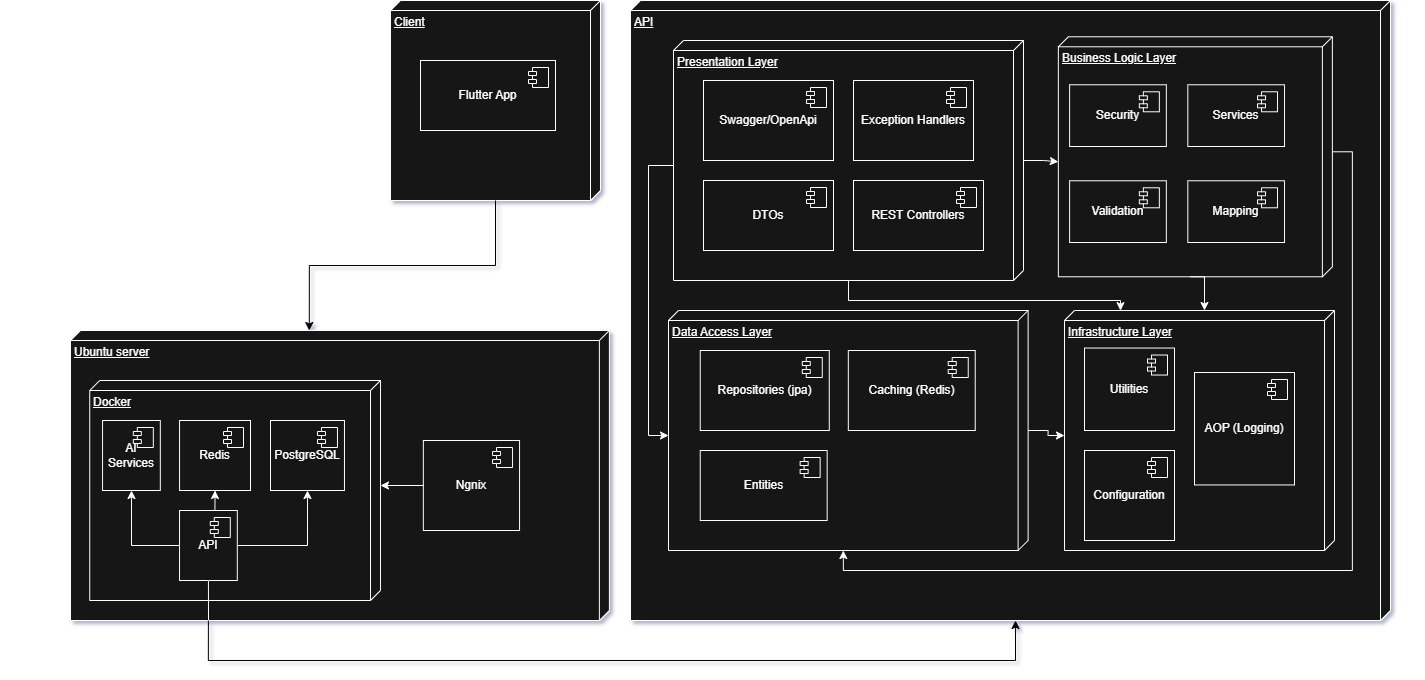 Client
Flutter App
API
Presentation Layer
Swagger/OpenApi
Exception Handlers
DTOs
REST Controllers
Business Logic Layer
Security
Services
Validation
Mapping
Data Access Layer
Repositories (jpa)
Caching (Redis)
Entities
Infrastructure Layer
Utilities
AOP (Logging)
Configuration
Ubuntu server
Docker
AI
Services
Redis
PostgreSQL
API
Ngnix